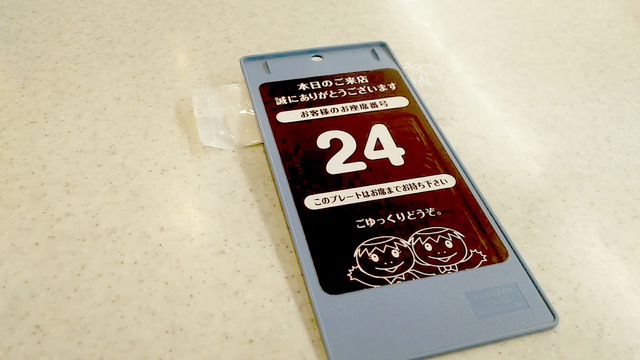 本日のご来店
誠にありがとうございます
お客様のお座席番号
24
このプレートはお席までお持ち下さい
ごゆっくりどうぞ。